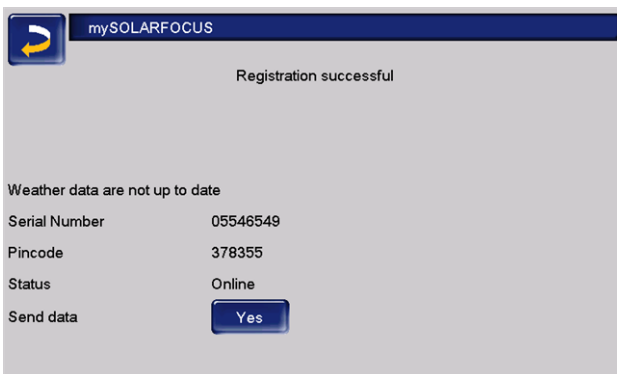 mySOLARFOCUS
Registration successful
Weather data are not up to date
Serial Number 05546549
Pincode 378355
Status Online
Send data Yes